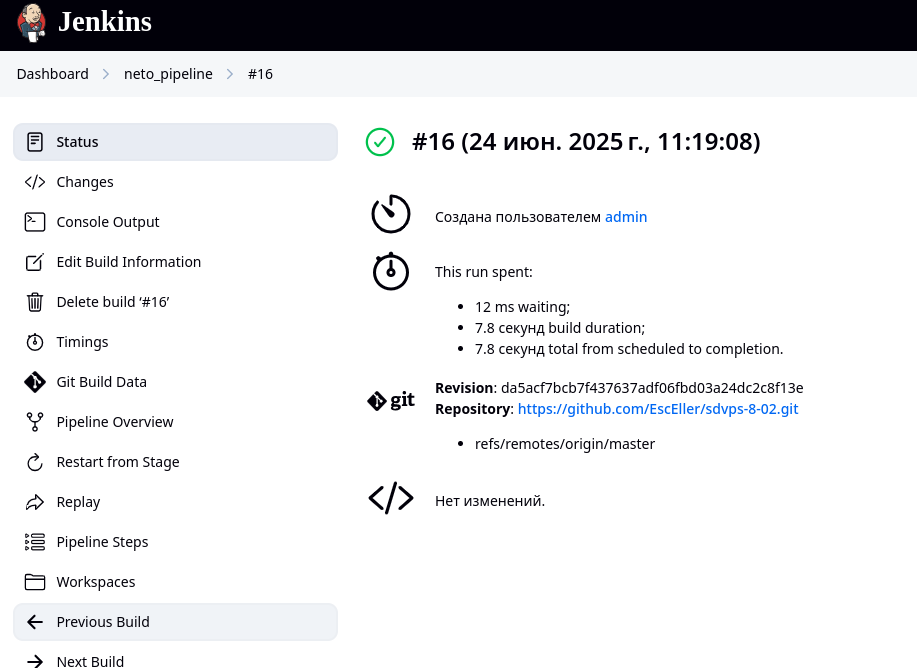 Jenkins
Dashboard > neto_pipeline > #16
Status
Changes
Console Output
Edit Build Information
Delete build ‘#16’
Timings
Git Build Data
Pipeline Overview
Restart from Stage
Replay
Pipeline Steps
Workspaces
Previous Build
Next Build
#16 (24 июн. 2025 г., 11:19:08)
Создана пользователем admin
This run spent:
• 12 ms waiting;
• 7.8 секунд build duration;
• 7.8 секунд total from scheduled to completion.
git
Revision: da5acf7bcb7f437637adf06fbd03a24dc2c8f13e
Repository: https://github.com/EscEller/sdvps-8-02.git
• refs/remotes/origin/master
Нет изменений.